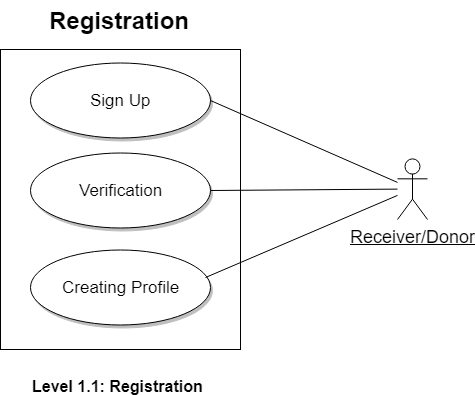 Registration
Sign Up
Verification
Receiver/Donor
Creating Profile
Level 1.1: Registration